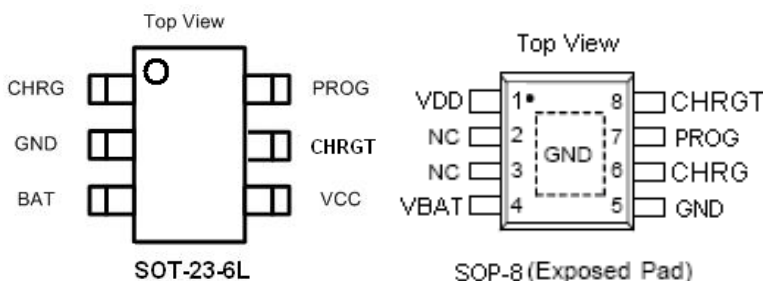 Top View
CHRG
PROG
GND
CHRGT
BAT
VCC
SOT-23-6L
Top View
VDD 1 8 CHRGT
NC 2 7 PROG
GND
NC 3 6 CHRG
VBAT 4 5 GND
SOP-8 (Exposed Pad)